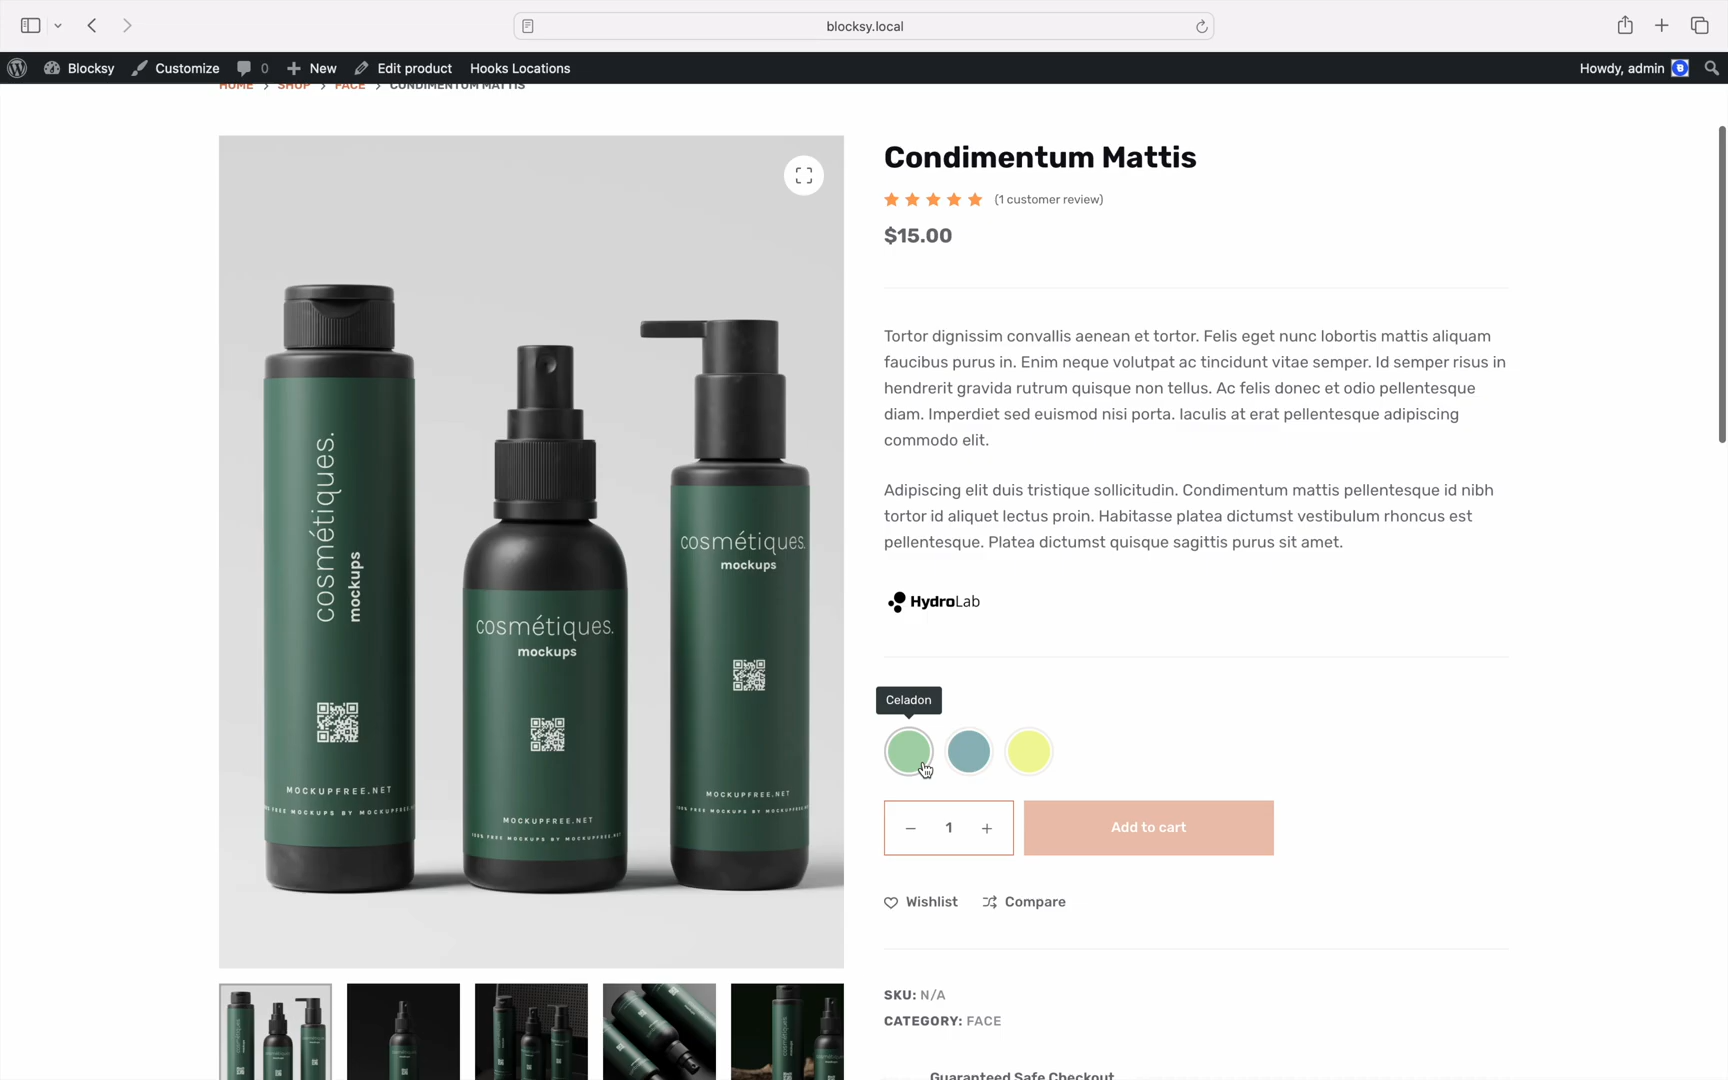 blocksy.local
Blocksy
Customize
0
New
Edit product
Hooks Locations
Howdy, admin
HOME > SHOP > FACE > CONDIMENTUM MATTIS
cosmétiques.
mockups
MOCKUPFREE.NET
cosmétiques.
mockups
MOCKUPFREE.NET
100% FREE MOCKUPS BY MOCKUPFREE.NET
cosmétiques.
mockups
MOCKUPFREE.NET
Condimentum Mattis
(1 customer review)
$15.00
Tortor dignissim convallis aenean et tortor. Felis eget nunc lobortis mattis aliquam
faucibus purus in. Enim neque volutpat ac tincidunt vitae semper. Id semper risus in
hendrerit gravida rutrum quisque non tellus. Ac felis donec et odio pellentesque
diam. Imperdiet sed euismod nisi porta. Iaculis at erat pellentesque adipiscing
commodo elit.
Adipiscing elit duis tristique sollicitudin. Condimentum mattis pellentesque id nibh
tortor id aliquet lectus proin. Habitasse platea dictumst vestibulum rhoncus est
pellentesque. Platea dictumst quisque sagittis purus sit amet.
HydroLab
Celadon
− 1 +
Add to cart
Wishlist
Compare
SKU: N/A
CATEGORY: FACE
Guaranteed Safe Checkout